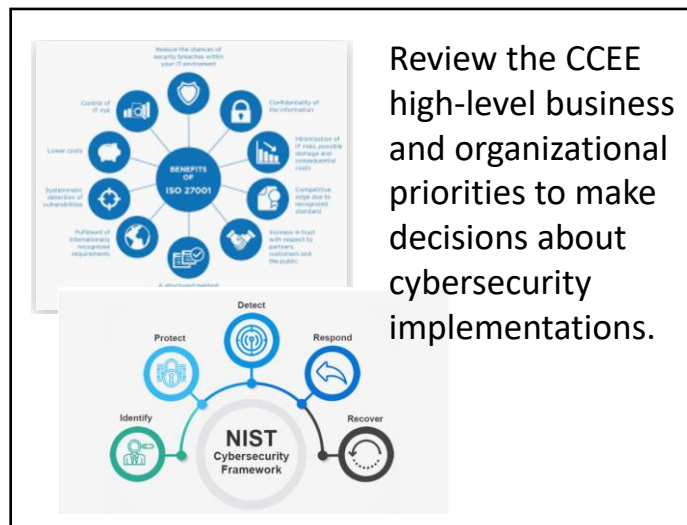 Reduce the chances of
security breaches within
your IT enviroment
Control of
IT risk
Confidentiality of
the information
Lower costs
Minimization of
IT risks, possible
damage and
consequential
costs
BENEFITS
OF
ISO 27001
Systematic
detection of
vulnerabilities
Competitive
edge due to
recognized
standard
Fulfilment of
internationally
recognized
requirements
Increase in trust
with respect to
partners,
customers and
the public
A structured method
Review the CCEE
high-level business
and organizational
priorities to make
decisions about
cybersecurity
implementations.
Detect
Protect
Respond
Identify
Recover
NIST
Cybersecurity
Framework